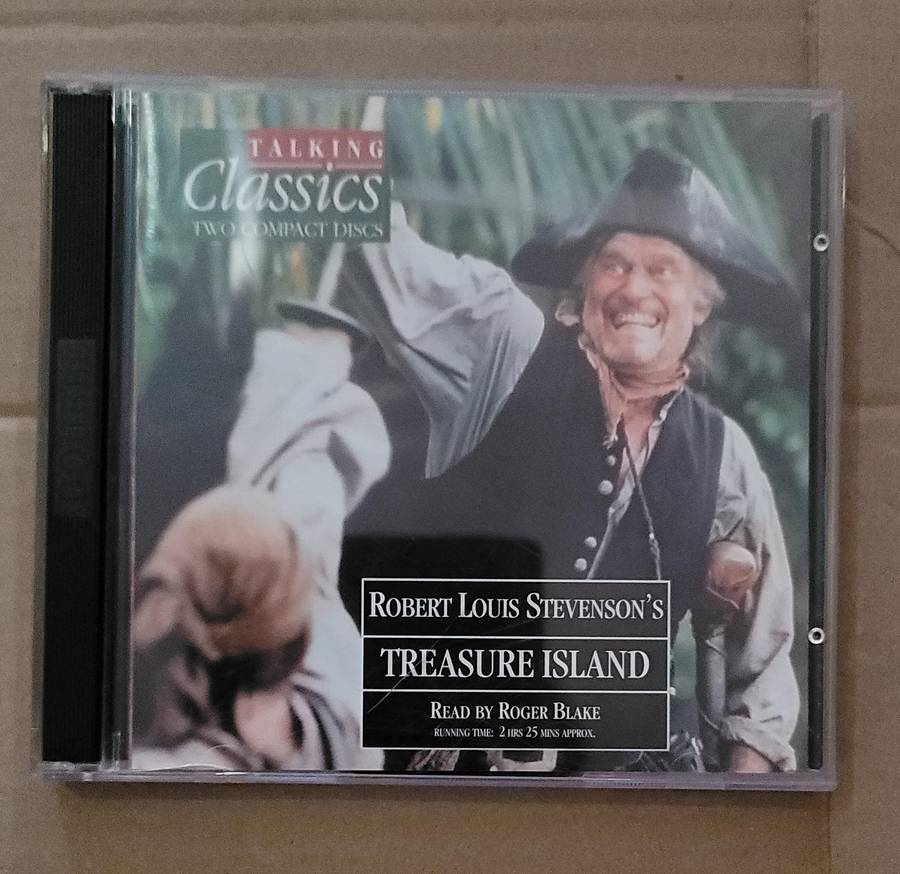 TALKING
Classics
TWO COMPACT DISCS
ROBERT LOUIS STEVENSON'S
TREASURE ISLAND
READ BY ROGER BLAKE
RUNNING TIME: 2 HRS 25 MINS APPROX.